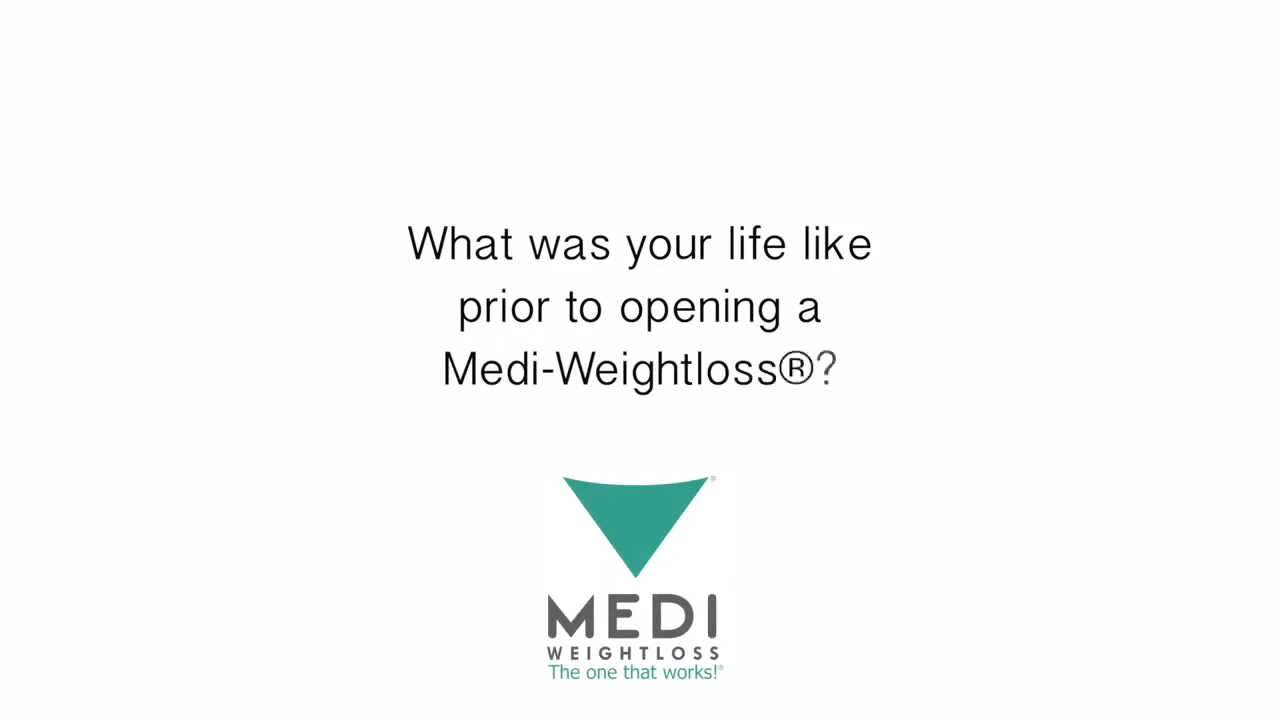 What was your life like
prior to opening a
Medi-Weightloss®?
®
MEDI
WEIGHTLOSS
The one that works!®